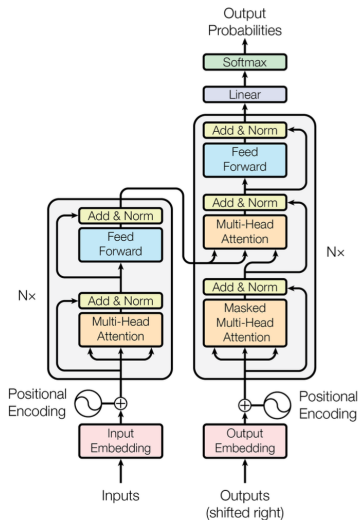 Output
Probabilities
Softmax
Linear
Add & Norm
Feed
Forward
Add & Norm
Multi-Head
Attention
Add & Norm
Masked
Multi-Head
Attention
N×
Add & Norm
Feed
Forward
Add & Norm
Multi-Head
Attention
N×
Positional
Encoding
Positional
Encoding
Input
Embedding
Output
Embedding
Inputs
Outputs
(shifted right)